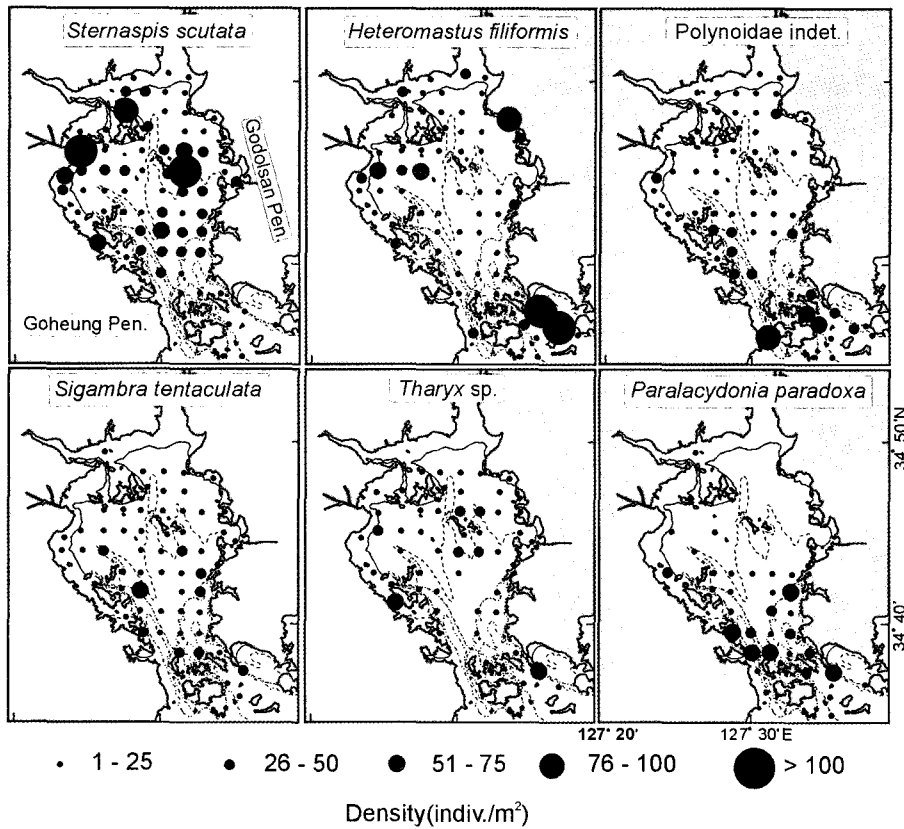 Sternaspis scutata
Heteromastus filiformis
Polynoidae indet.
Godolsan Pen.
Goheung Pen.
Sigambra tentaculata
Tharyx sp.
Paralacydonia paradoxa
34° 50'N
34° 40'
127° 20'
127° 30'E
1 - 25
26 - 50
51 - 75
76 - 100
> 100
Density(indiv./m²)